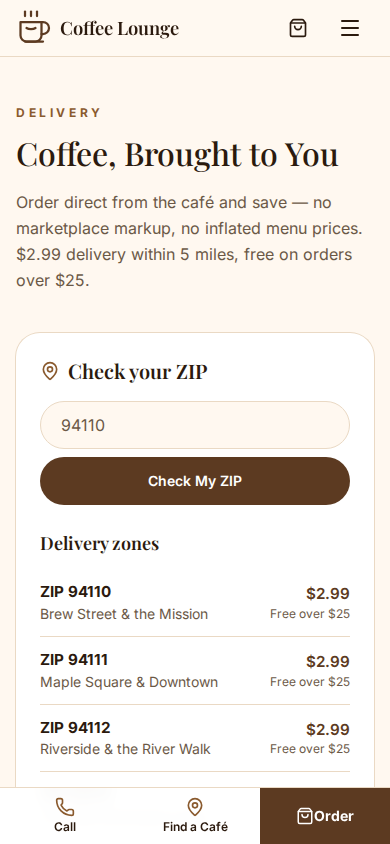 Coffee Lounge
DELIVERY
Coffee, Brought to You
Order direct from the café and save — no
marketplace markup, no inflated menu prices.
$2.99 delivery within 5 miles, free on orders
over $25.
Check your ZIP
94110
Check My ZIP
Delivery zones
ZIP 94110
$2.99
Brew Street & the Mission
Free over $25
ZIP 94111
$2.99
Maple Square & Downtown
Free over $25
ZIP 94112
$2.99
Riverside & the River Walk
Free over $25
Call
Find a Café
Order